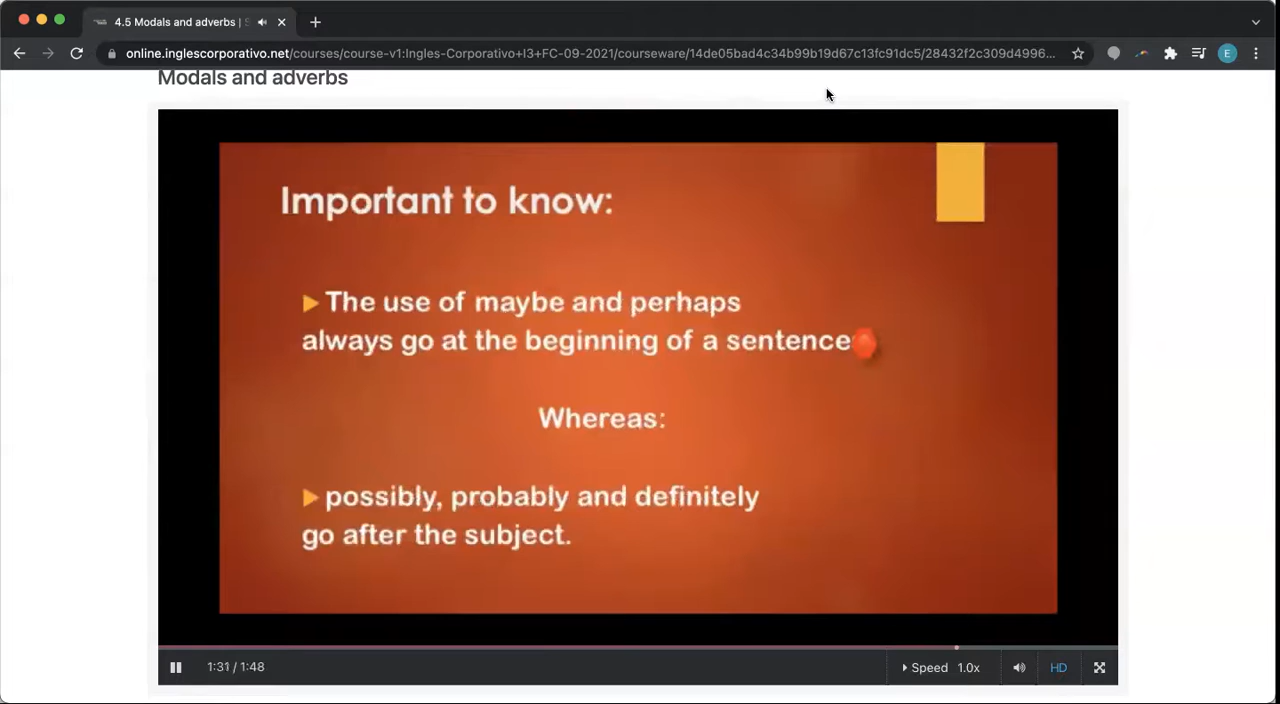 4.5 Modals and adverbs | S
online.inglescorporativo.net/courses/course-v1:Ingles-Corporativo+I3+FC-09-2021/courseware/14de05bad4c34b99b19d67c13fc91dc5/28432f2c309d4996...
E
Modals and adverbs
Important to know:
The use of maybe and perhaps
always go at the beginning of a sentence
Whereas:
possibly, probably and definitely
go after the subject.
1:31 / 1:48
Speed 1.0x
HD